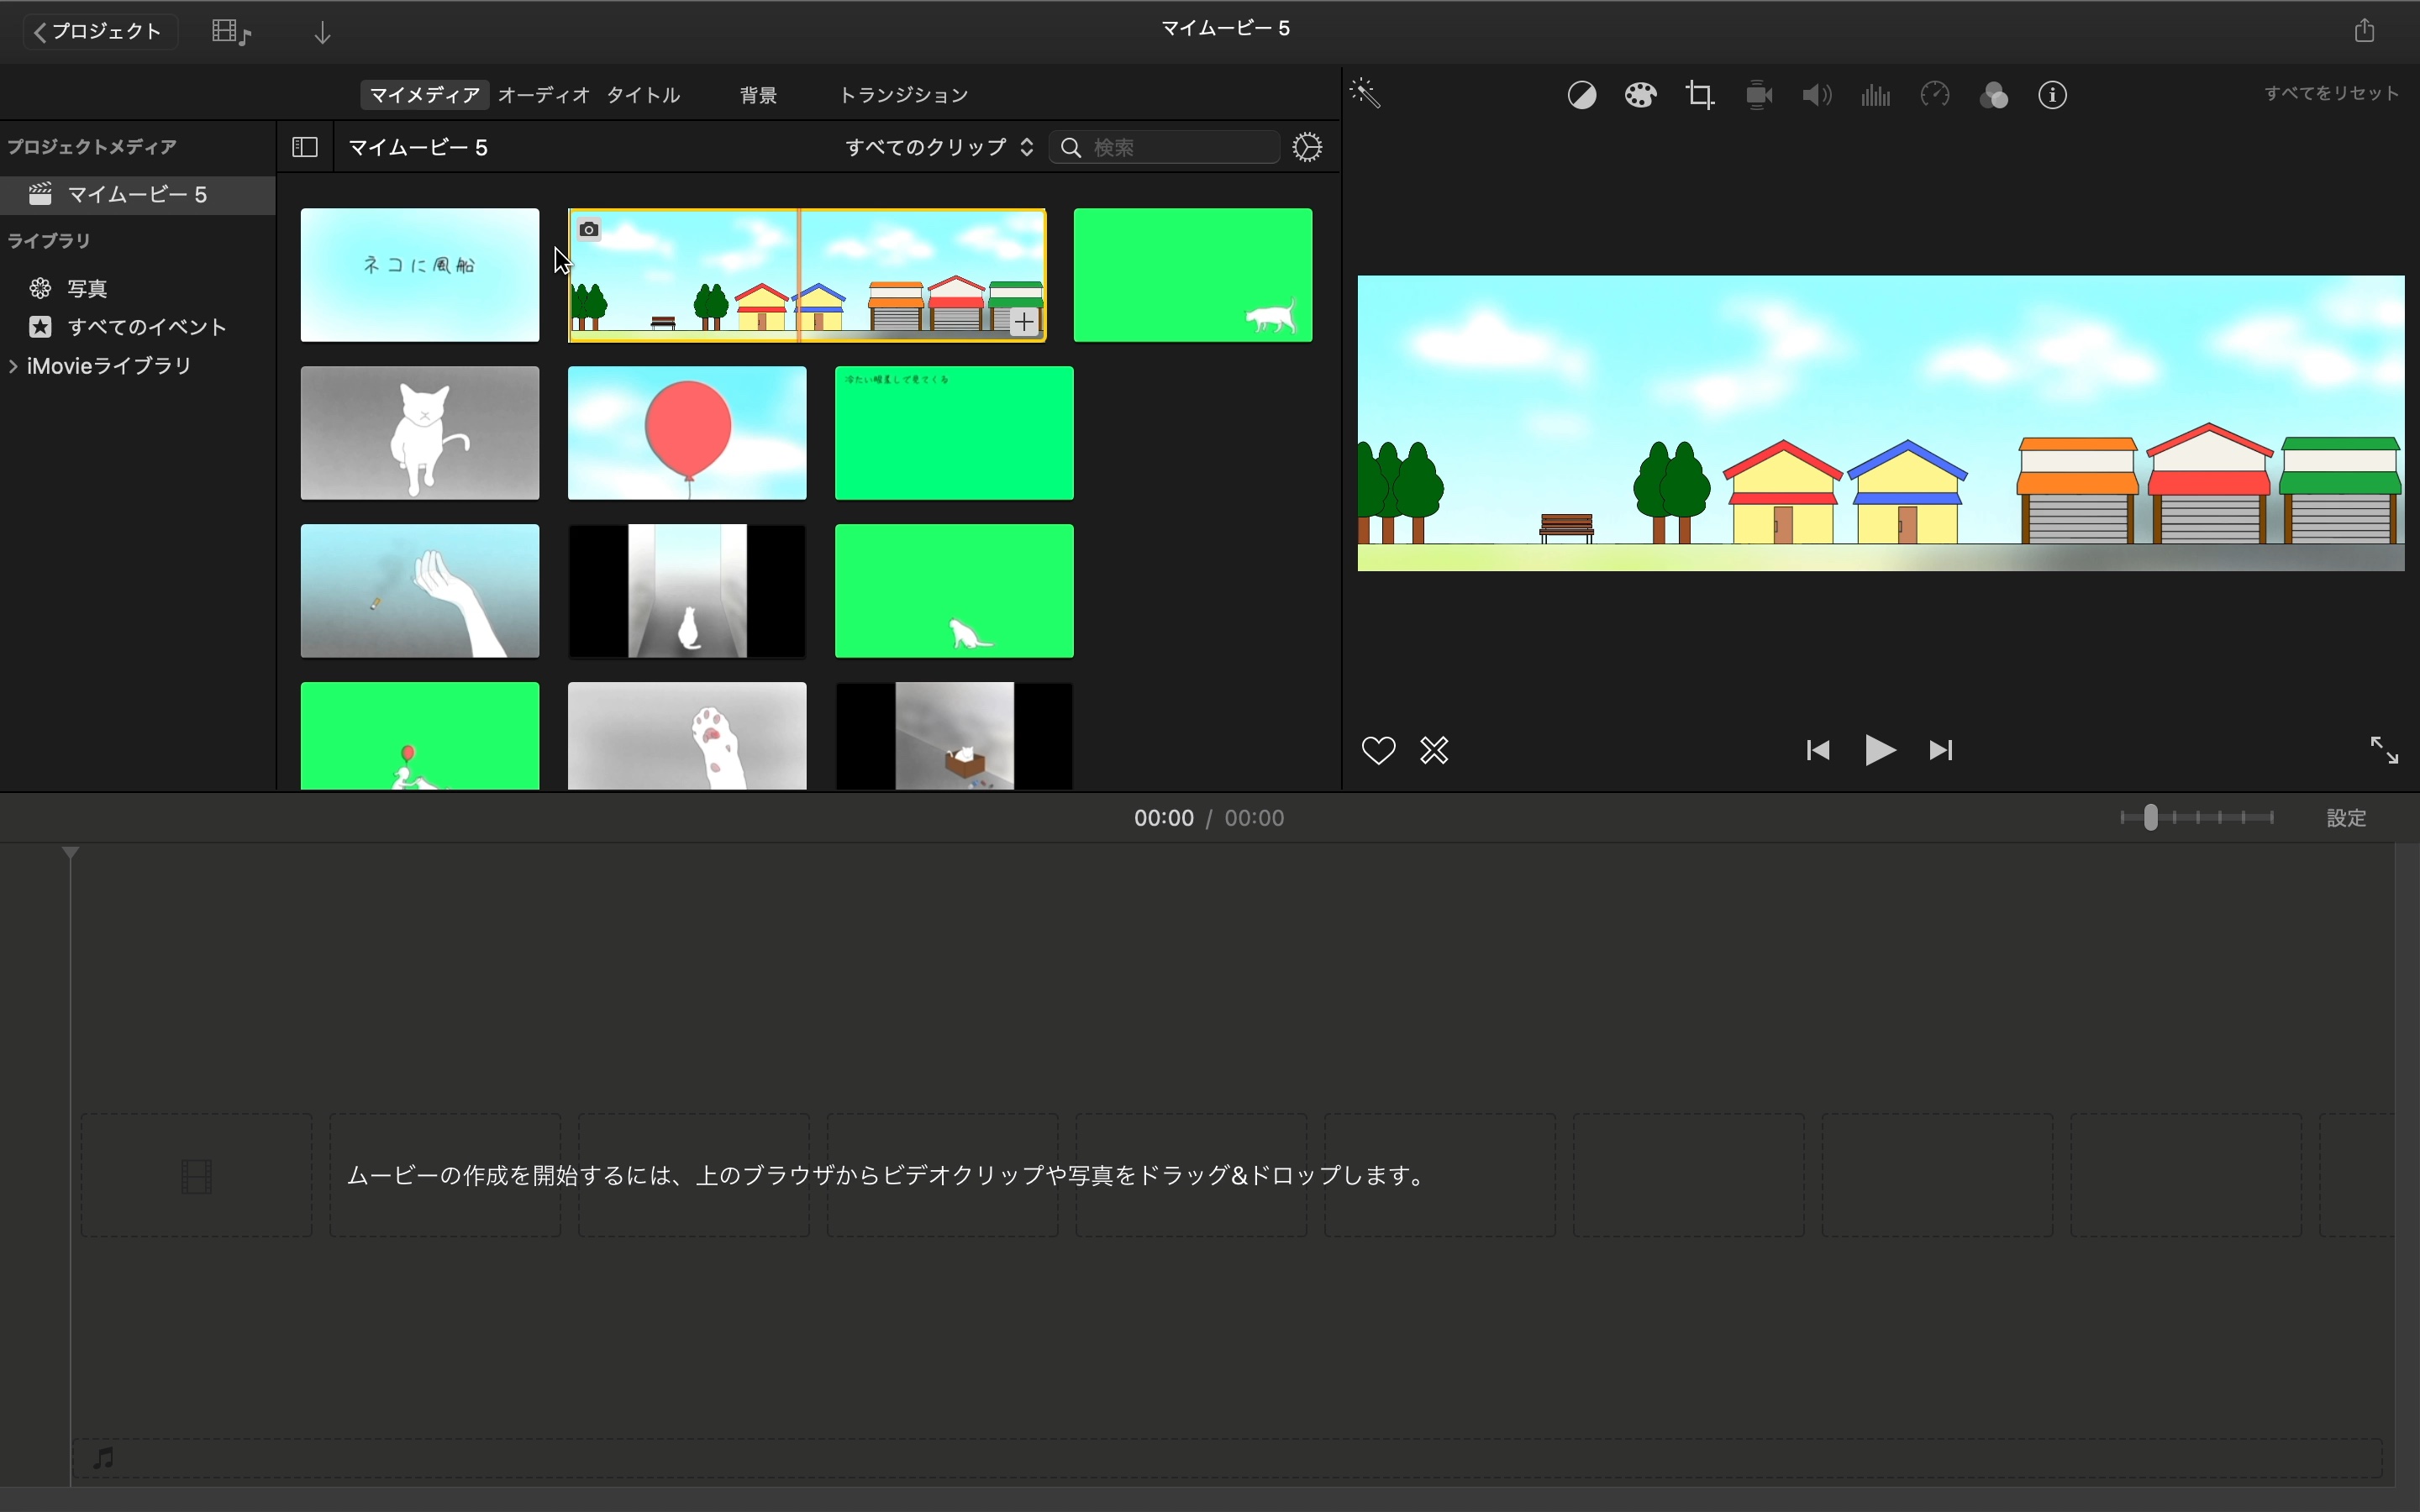 プロジェクト
マイムービー 5
マイメディア オーディオ タイトル 背景 トランジション
すべてをリセット
プロジェクトメディア
マイムービー 5
ライブラリ
写真
すべてのイベント
iMovieライブラリ
マイムービー 5
すべてのクリップ
検索
ネコに風船
00:00 / 00:00
設定
ムービーの作成を開始するには、上のブラウザからビデオクリップや写真をドラッグ&ドロップします。